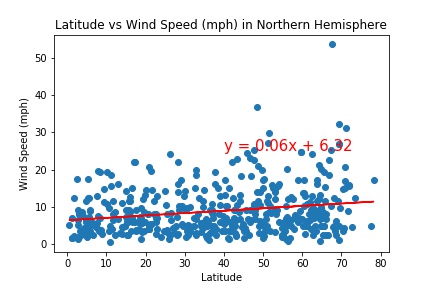 Latitude vs Wind Speed (mph) in Northern Hemisphere
50
40
30
20
10
0
Wind Speed (mph)
y = 0.06x + 6.32
0 10 20 30 40 50 60 70 80
Latitude